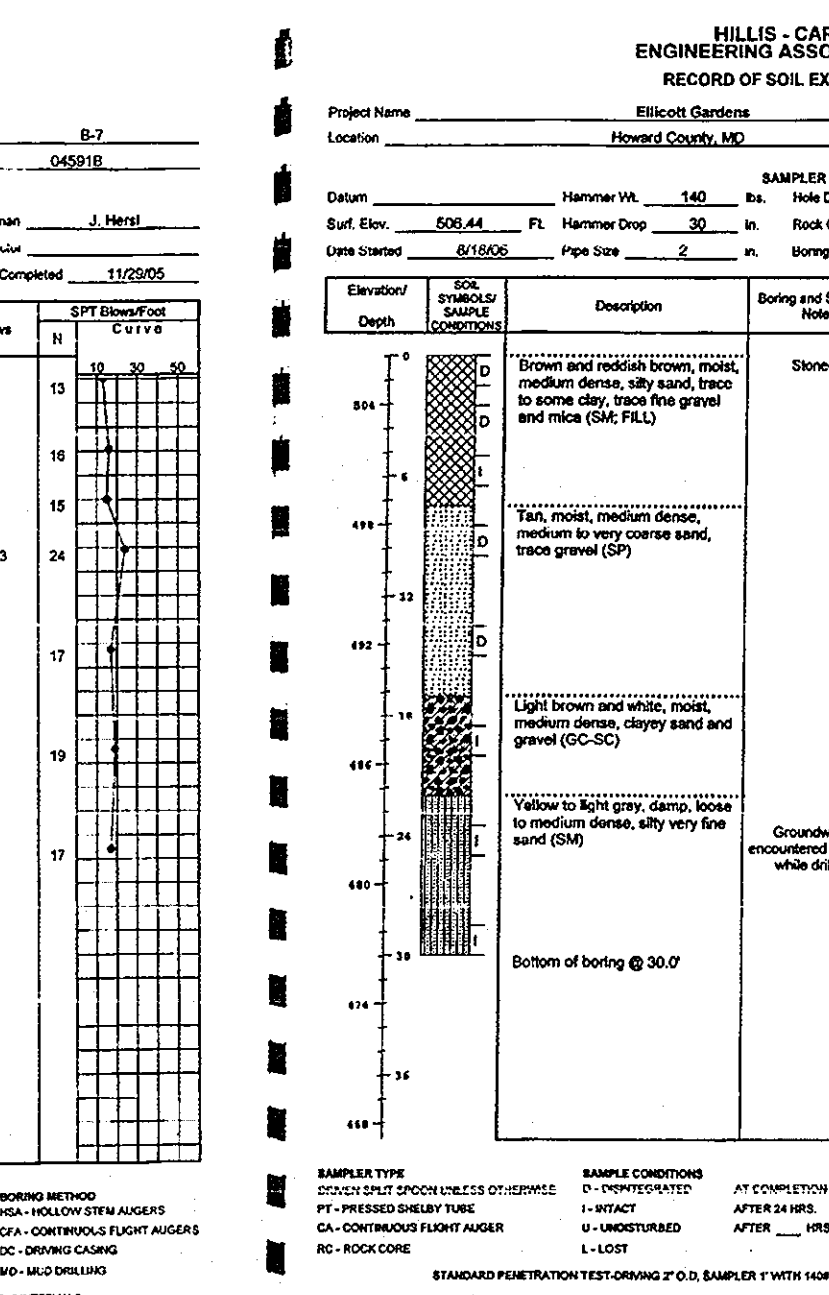 B-7
04591B
J. Hersl
Completed 11/29/05
SPT Blows/Foot
N
Curve
10 30 50
13
16
15
3 24
17
19
17
BORING METHOD
HSA - HOLLOW STEM AUGERS
CFA - CONTINUOUS FLIGHT AUGERS
DC - DRIVING CASING
MD - MUD DRILLING
HILLIS - CAR
ENGINEERING ASSO
RECORD OF SOIL EX
Project Name Ellicott Gardens
Location Howard County, MD
SAMPLER
Datum Hammer Wt. 140 lbs. Hole D
Surf. Elev. 506.44 Ft. Hammer Drop 30 in. Rock
Date Started 8/18/06 Pipe Size 2 in. Boring
Elevation/
Depth
SOIL
SYMBOLS/
SAMPLE
CONDITIONS
Description
Boring and S
Note
0
D
Brown and reddish brown, moist,
medium dense, silty sand, trace
to some clay, trace fine gravel
and mica (SM; FILL)
Stone
504
D
I
6
498
D
Tan, moist, medium dense,
medium to very coarse sand,
trace gravel (SP)
12
492
D
18
I
Light brown and white, moist,
medium dense, clayey sand and
gravel (GC-SC)
486
Yellow to light gray, damp, loose
to medium dense, silty very fine
sand (SM)
24
I
Groundw
encountered
while dril
480
I
30
Bottom of boring @ 30.0'
474
36
468
SAMPLER TYPE
DRIVEN SPLIT SPOON UNLESS OTHERWISE
PT - PRESSED SHELBY TUBE
CA - CONTINUOUS FLIGHT AUGER
RC - ROCK CORE
SAMPLE CONDITIONS
D - DISINTEGRATED
I - INTACT
U - UNDISTURBED
L - LOST
AT COMPLETION
AFTER 24 HRS.
AFTER ___ HRS
STANDARD PENETRATION TEST-DRIVING 2" O.D. SAMPLER 1' WITH 140#